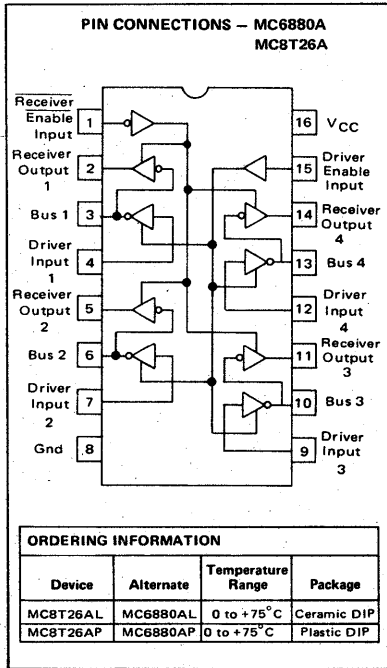 PIN CONNECTIONS – MC6880A
MC8T26A
Receiver
Enable
Input
1
Receiver
Output
1
2
Bus 1
3
Driver
Input
1
4
Receiver
Output
2
5
Bus 2
6
Driver
Input
2
7
Gnd
8
16
VCC
15
Driver
Enable
Input
14
Receiver
Output
4
13
Bus 4
12
Driver
Input
4
11
Receiver
Output
3
10
Bus 3
9
Driver
Input
3
ORDERING INFORMATION
Device Alternate Temperature Range Package
MC8T26AL MC6880AL 0 to +75°C Ceramic DIP
MC8T26AP MC6880AP 0 to +75°C Plastic DIP